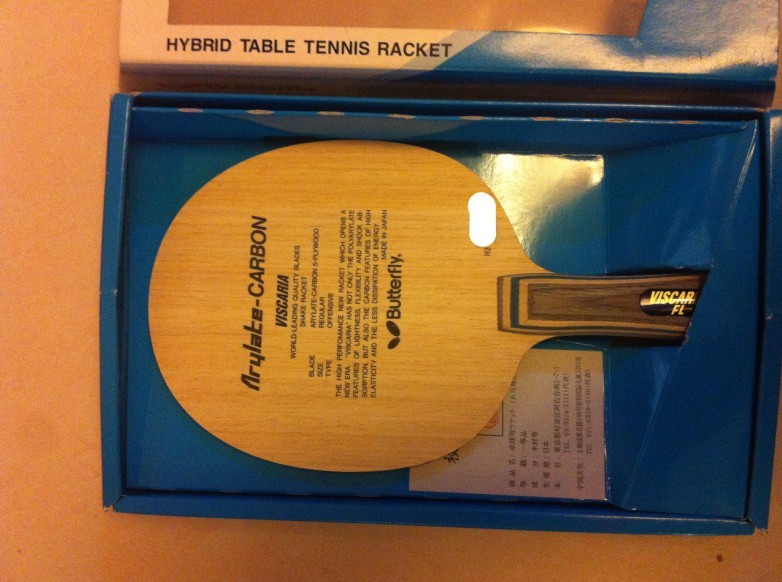 HYBRID TABLE TENNIS RACKET
Arylate-CARBON
VISCARIA
WORLD-LEADING QUALITY BLADES
SHAKE RACKET
BLADE ARYLATE-CARBON 5-PLYWOOD
SIZE REGULAR
TYPE OFFENSIVE
THE HIGH PERFOMANCE NEW RACKET WHICH OPENS A
NEW ERA. "VISCARIA" HAS NOT ONLY THE POLYARYLATE
FEATURES OF LIGHTNESS, FLEXIBILITY AND SHOCK AB-
SORPTION, BUT ALSO THE CARBON FEATURES OF HIGH
ELASTICITY AND THE LESS DISSIPATION OF ENERGY.
MADE IN JAPAN
Butterfly
VISCAR
FL